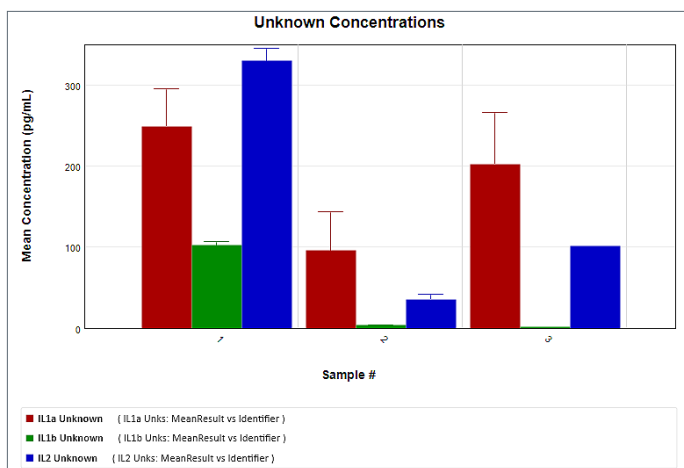 Unknown Concentrations
Mean Concentration (pg/mL)
300
200
100
0
1
2
3
Sample #
IL1a Unknown ( IL1a Unks: MeanResult vs Identifier )
IL1b Unknown ( IL1b Unks: MeanResult vs Identifier )
IL2 Unknown ( IL2 Unks: MeanResult vs Identifier )